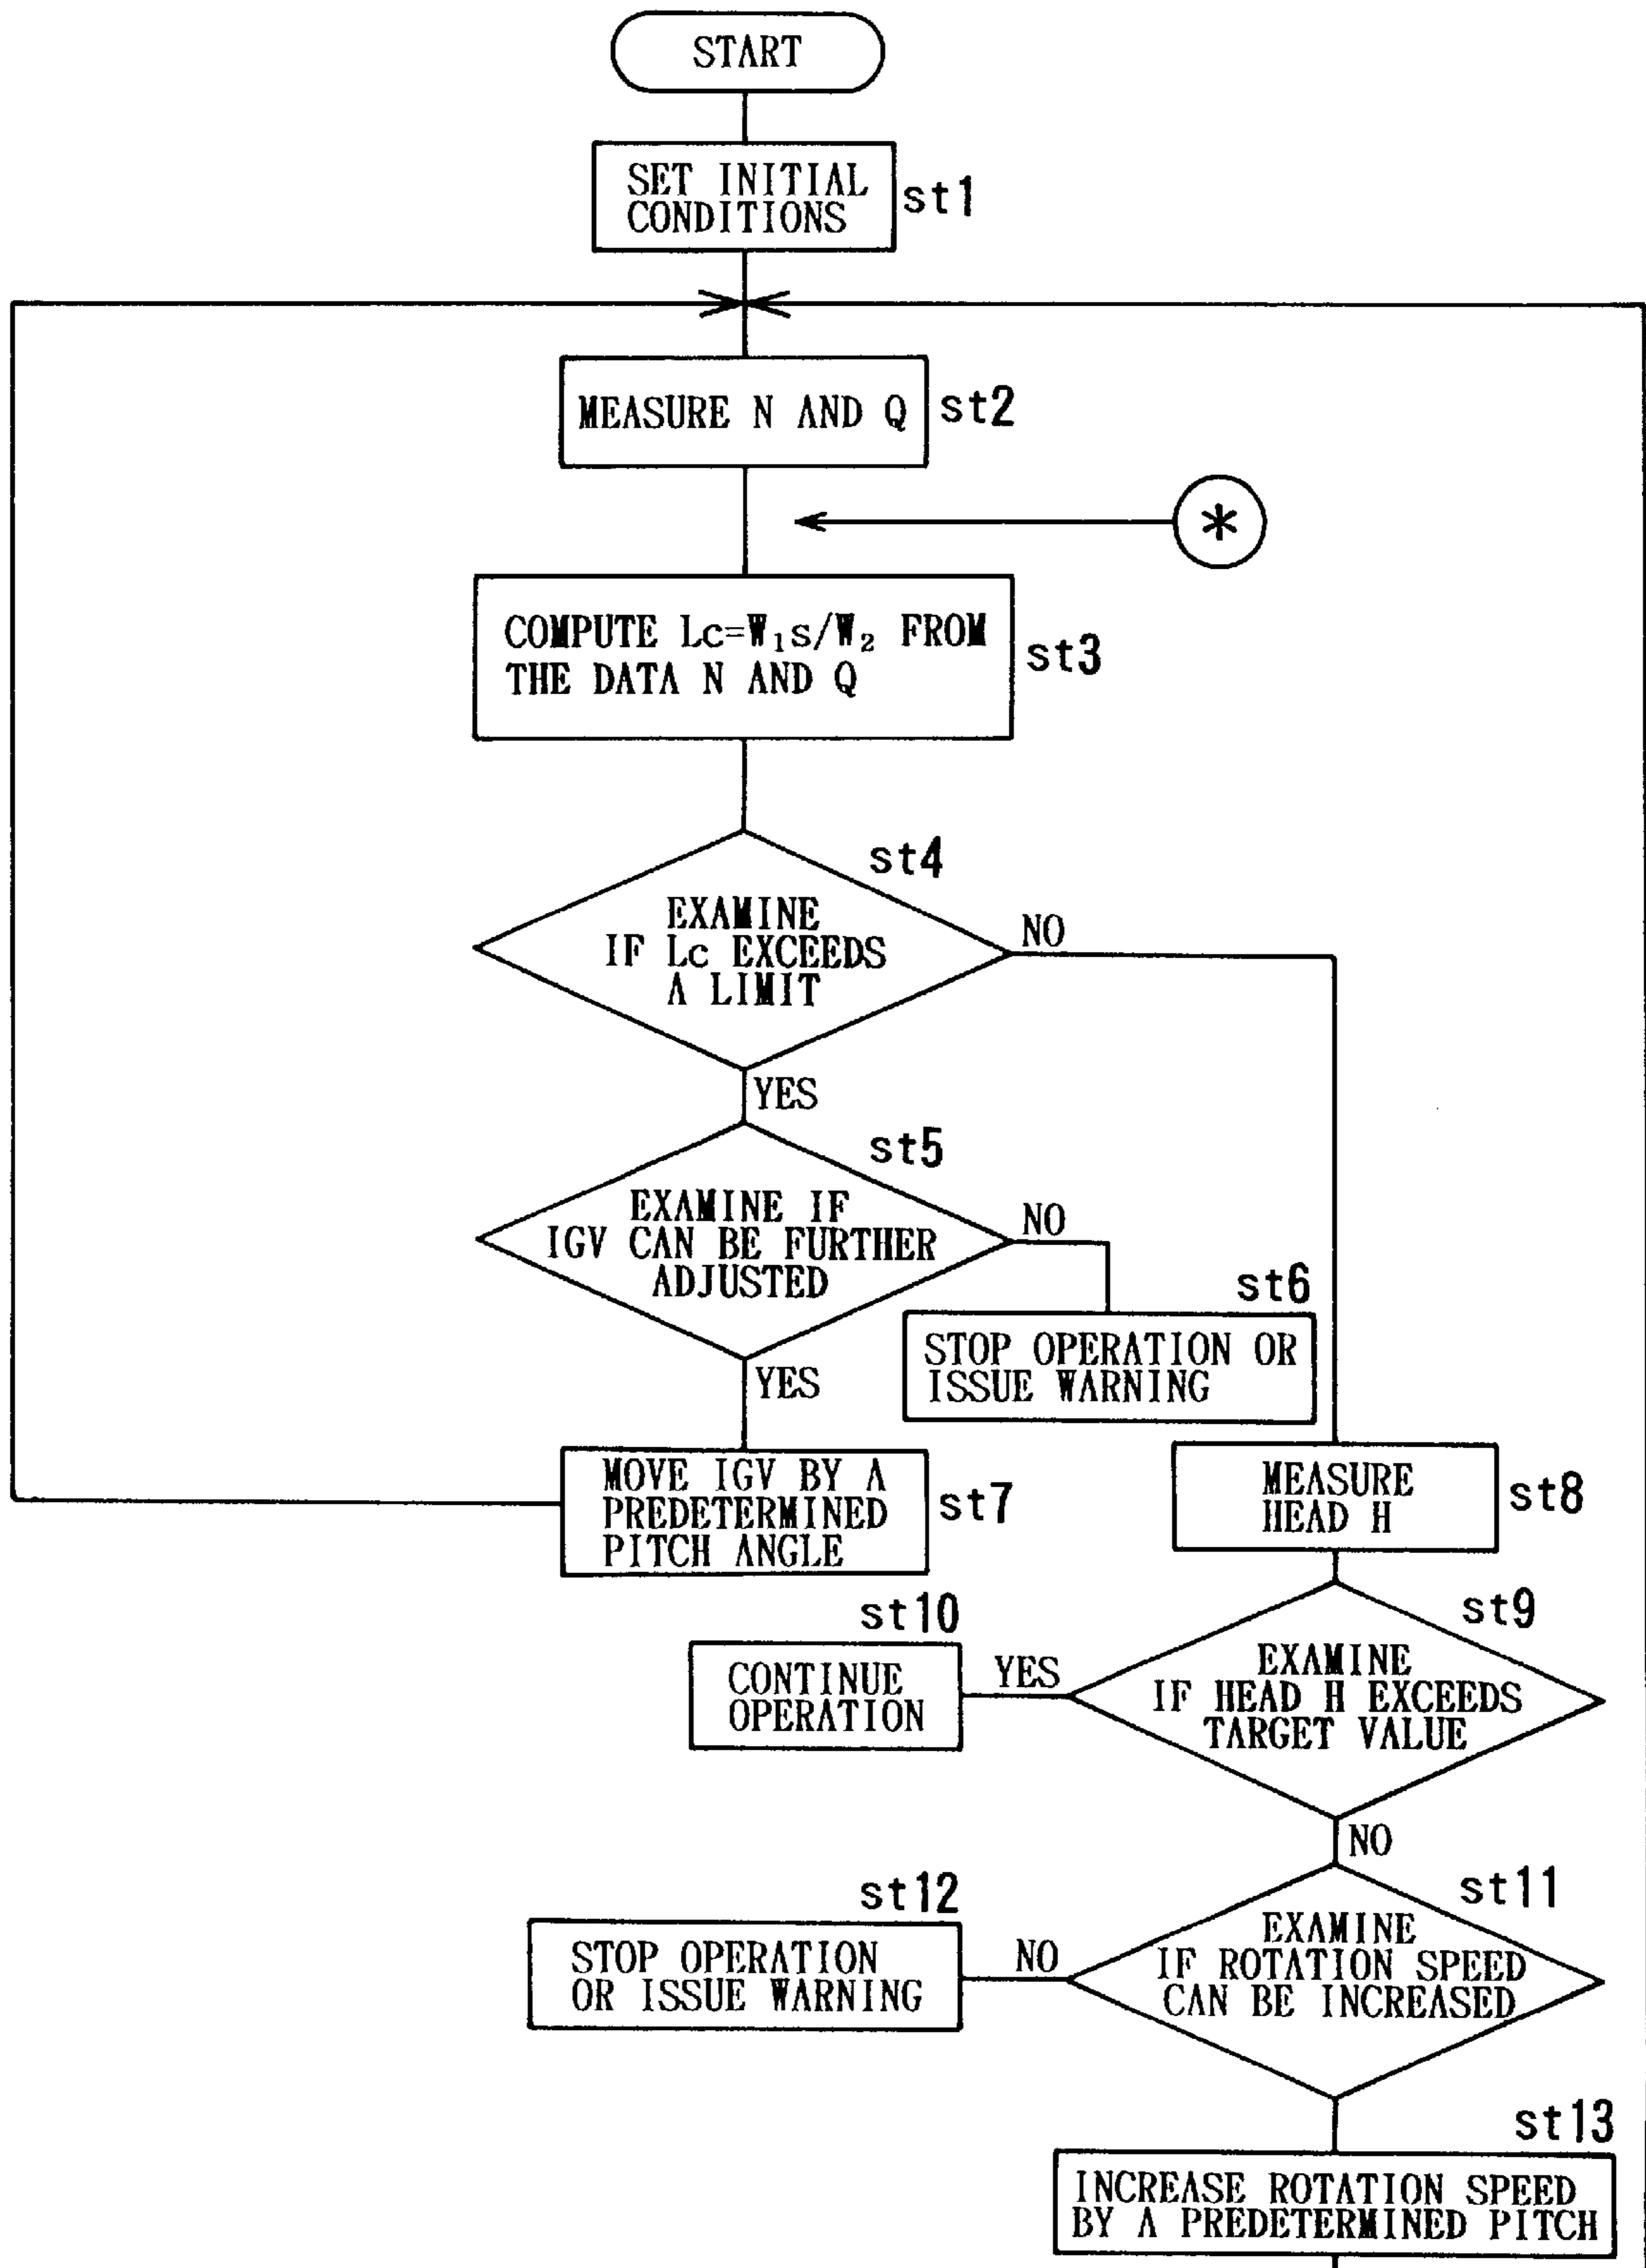 START
SET INITIAL
CONDITIONS
st1
MEASURE N AND Q
st2
*
COMPUTE Lc=W₁s/W₂ FROM
THE DATA N AND Q
st3
st4
EXAMINE
IF Lc EXCEEDS
A LIMIT
NO
YES
st5
EXAMINE IF
IGV CAN BE FURTHER
ADJUSTED
NO
st6
STOP OPERATION OR
ISSUE WARNING
YES
MOVE IGV BY A
PREDETERMINED
PITCH ANGLE
st7
MEASURE
HEAD H
st8
st9
EXAMINE
IF HEAD H EXCEEDS
TARGET VALUE
YES
st10
CONTINUE
OPERATION
NO
st11
EXAMINE
IF ROTATION SPEED
CAN BE INCREASED
NO
st12
STOP OPERATION
OR ISSUE WARNING
st13
INCREASE ROTATION SPEED
BY A PREDETERMINED PITCH